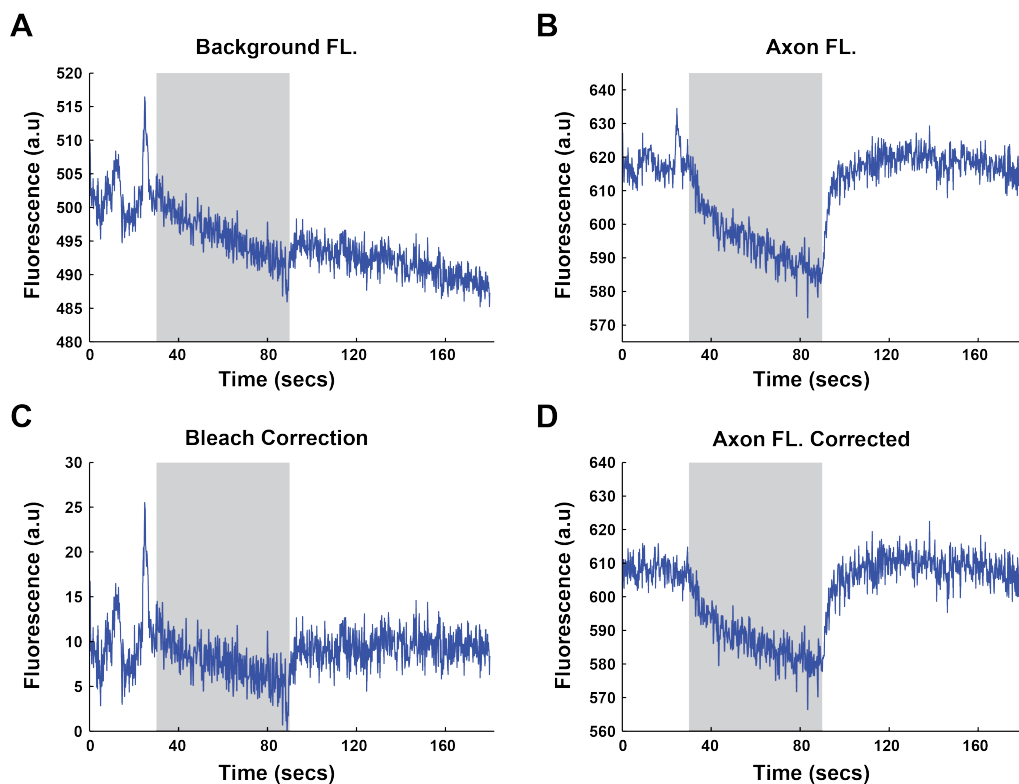 A
Background FL.
Fluorescence (a.u)
520
515
510
505
500
495
490
485
480
0 40 80 120 160
Time (secs)
B
Axon FL.
Fluorescence (a.u)
640
630
620
610
600
590
580
570
0 40 80 120 160
Time (secs)
C
Bleach Correction
Fluorescence (a.u)
30
25
20
15
10
5
0
0 40 80 120 160
Time (secs)
D
Axon FL. Corrected
Fluorescence (a.u)
640
630
620
610
600
590
580
570
560
0 40 80 120 160
Time (secs)